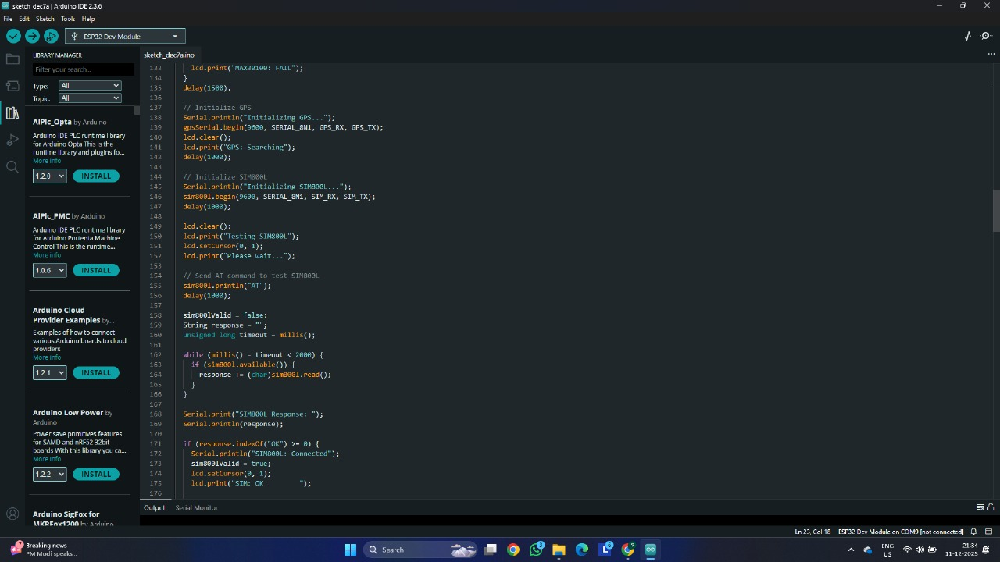 sketch_dec7a | Arduino IDE 2.3.6
File Edit Sketch Tools Help
ESP32 Dev Module
LIBRARY MANAGER
Filter your search...
Type: All
Topic: All
AIPlc_Opta by Arduino
Arduino IDE PLC runtime library
for Arduino Opta This is the
runtime library and plugins fo...
More info
1.2.0 INSTALL
AIPlc_PMC by Arduino
Arduino IDE PLC runtime library
for Arduino Portenta Machine
Control This is the runtime...
More info
1.0.6 INSTALL
Arduino Cloud
Provider Examples by...
Examples of how to connect
various Arduino boards to cloud
providers
More info
1.2.1 INSTALL
Arduino Low Power by
Arduino
Power save primitives features
for SAMD and nRF52 32bit
boards With this library you ca...
More info
1.2.2 INSTALL
Arduino SigFox for
MKRFox1200 by Arduino
sketch_dec7a.ino
133 lcd.print("MAX30100: FAIL");
134 }
135 delay(1500);
136
137 // Initialize GPS
138 Serial.println("Initializing GPS...");
139 gpsSerial.begin(9600, SERIAL_8N1, GPS_RX, GPS_TX);
140 lcd.clear();
141 lcd.print("GPS: Searching");
142 delay(1000);
143
144 // Initialize SIM800L
145 Serial.println("Initializing SIM800L...");
146 sim800l.begin(9600, SERIAL_8N1, SIM_RX, SIM_TX);
147 delay(1000);
148
149 lcd.clear();
150 lcd.print("Testing SIM800L");
151 lcd.setCursor(0, 1);
152 lcd.print("Please wait...");
153
154 // Send AT command to test SIM800L
155 sim800l.println("AT");
156 delay(1000);
157
158 sim800lValid = false;
159 String response = "";
160 unsigned long timeout = millis();
161
162 while (millis() - timeout < 2000) {
163 if (sim800l.available()) {
164 response += (char)sim800l.read();
165 }
166 }
167
168 Serial.print("SIM800L Response: ");
169 Serial.println(response);
170
171 if (response.indexOf("OK") >= 0) {
172 Serial.println("SIM800L: Connected");
173 sim800lValid = true;
174 lcd.setCursor(0, 1);
175 lcd.print("SIM: OK         ");
176
Output Serial Monitor
Ln 23, Col 18 ESP32 Dev Module on COM9 [not connected]
7 Breaking news
PM Modi speaks...
Search
3
6
S
ENG
US
21:34
11-12-2025